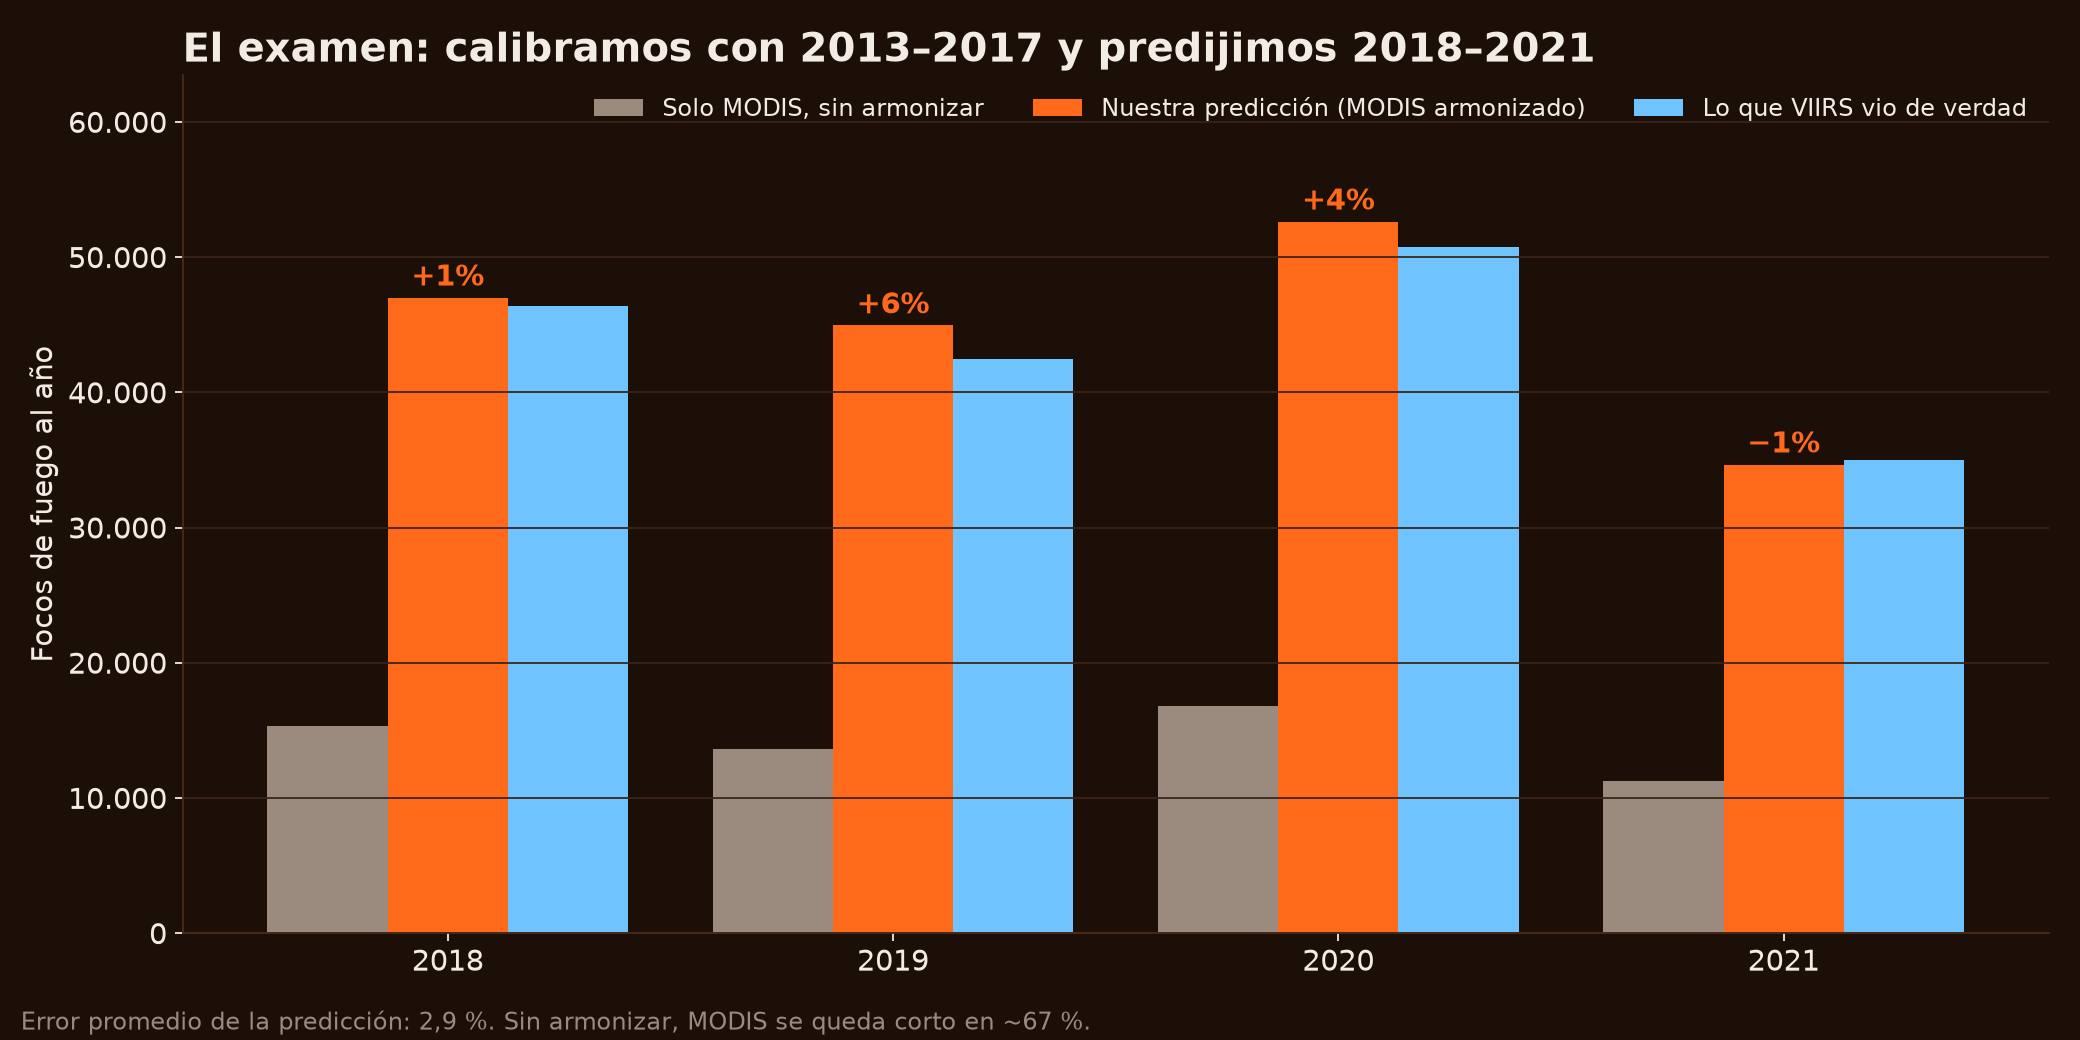 El examen: calibramos con 2013–2017 y predijimos 2018–2021
Solo MODIS, sin armonizar
Nuestra predicción (MODIS armonizado)
Lo que VIIRS vio de verdad
Focos de fuego al año
60.000
50.000
40.000
30.000
20.000
10.000
0
+1%
+6%
+4%
−1%
2018
2019
2020
2021
Error promedio de la predicción: 2,9 %. Sin armonizar, MODIS se queda corto en ~67 %.